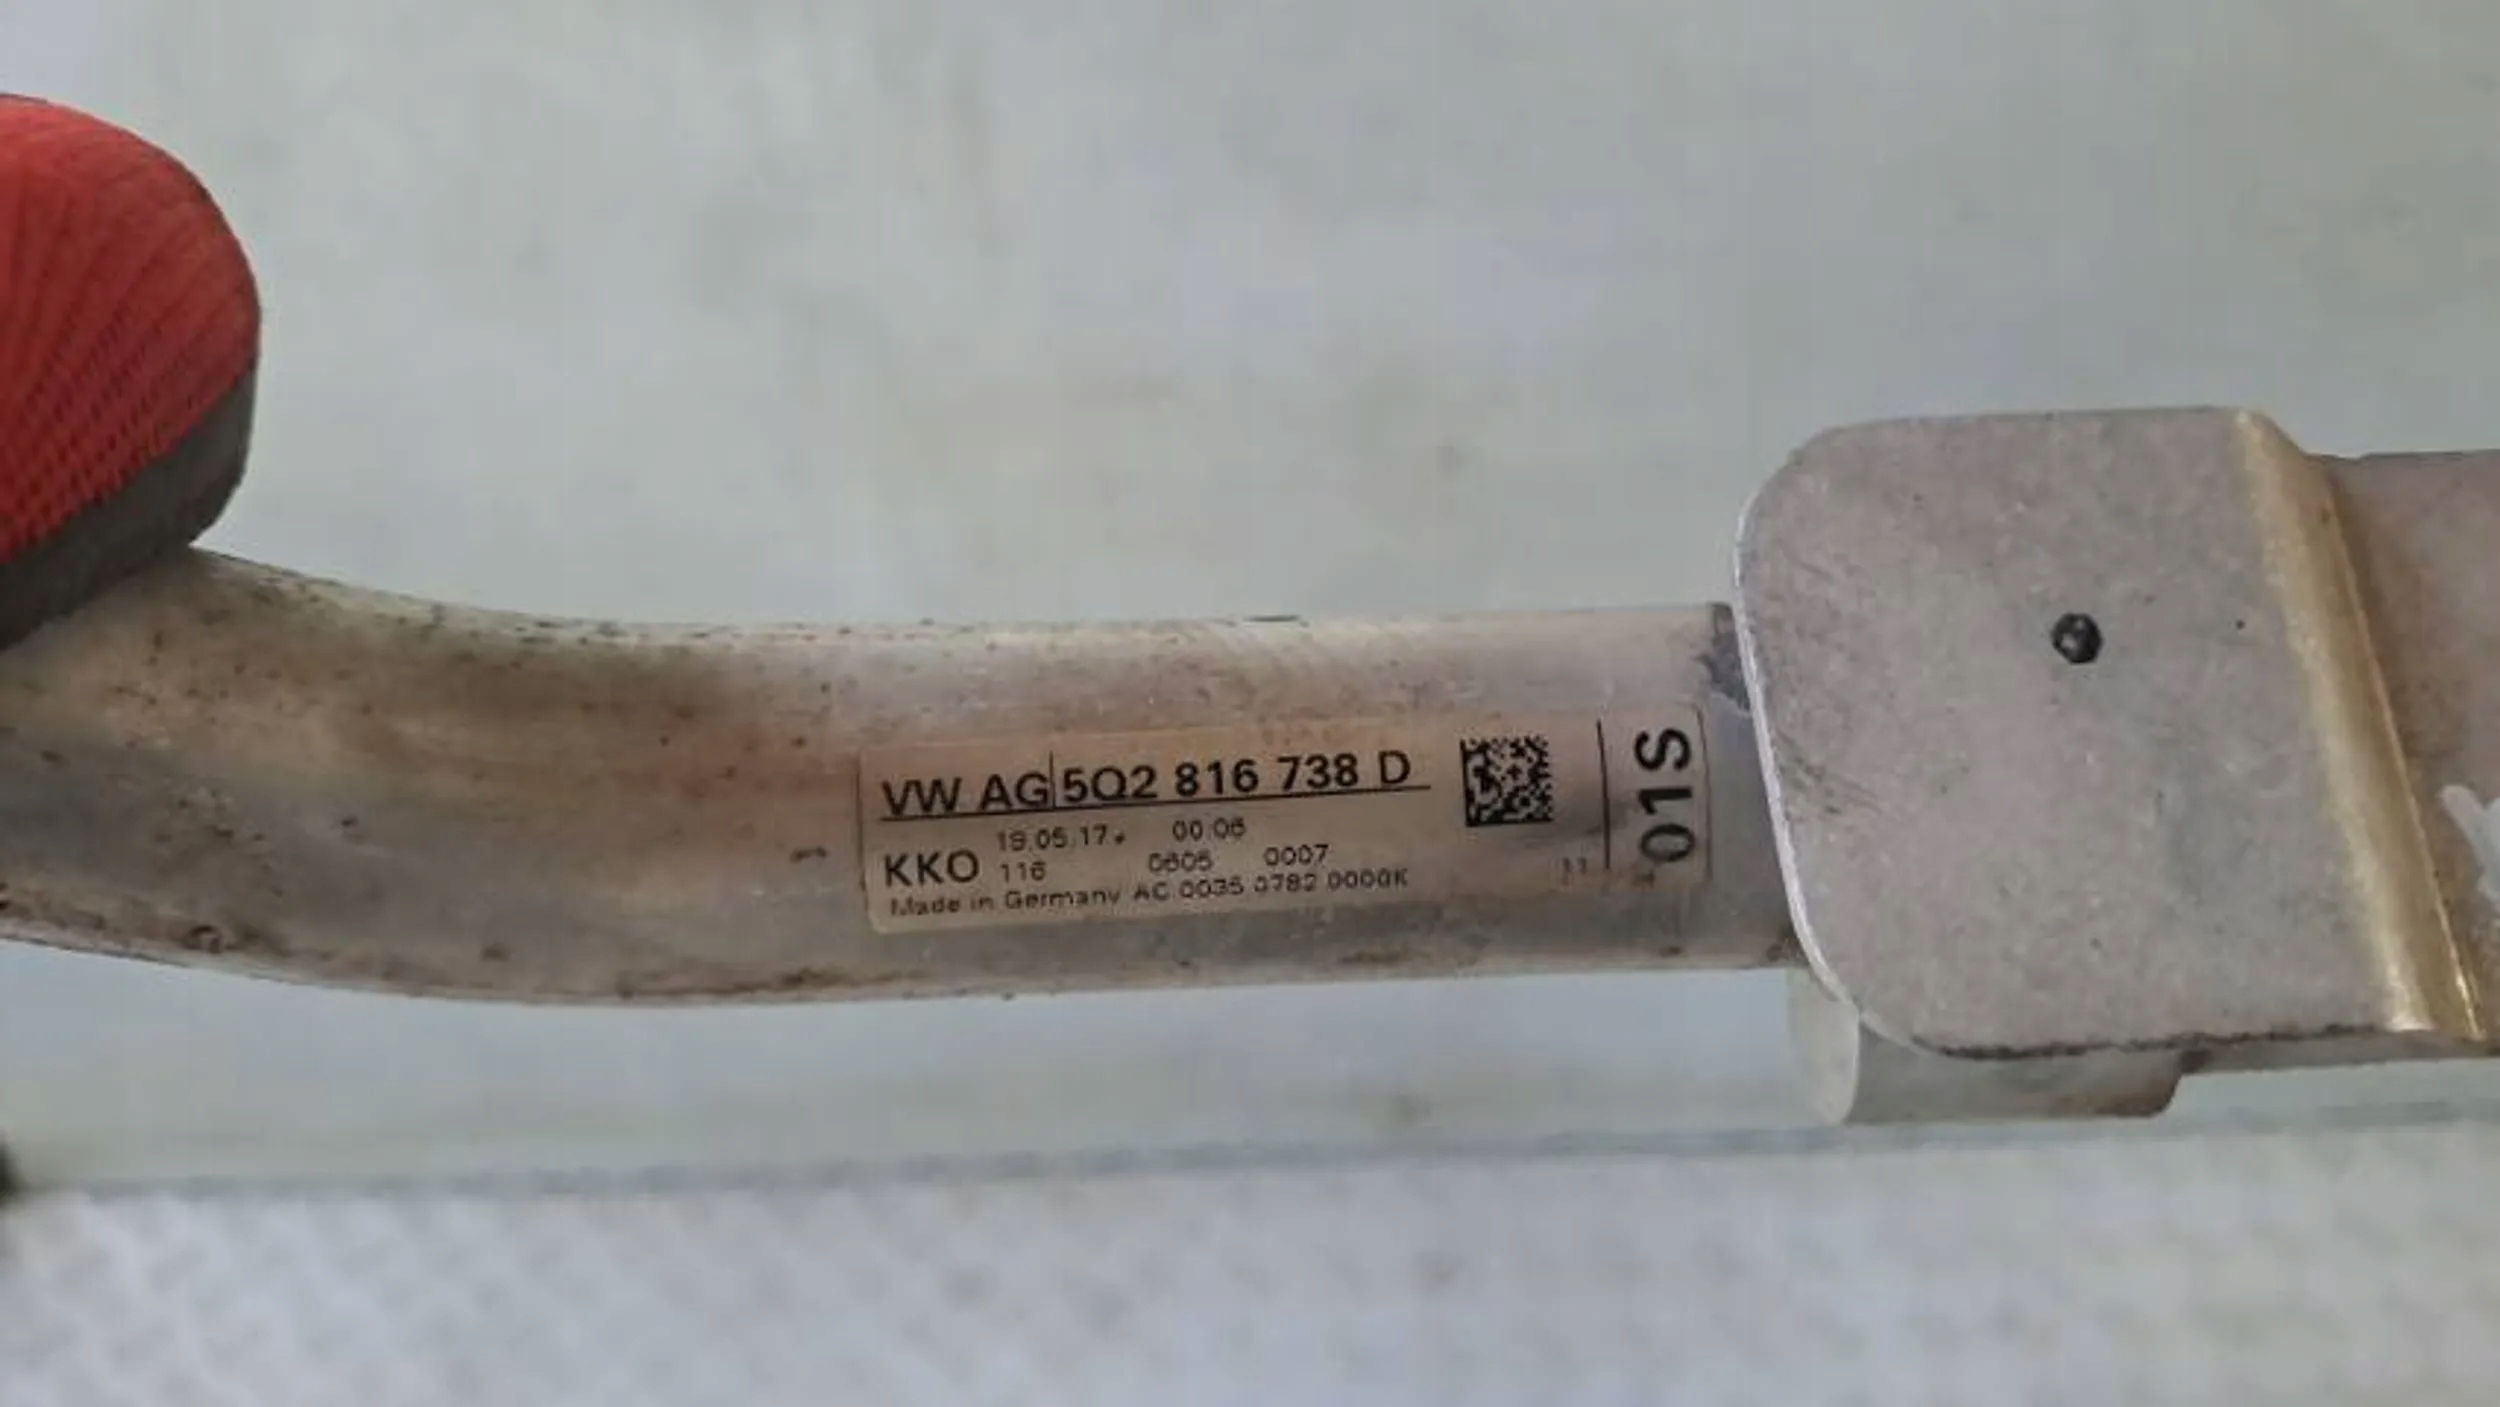 VW AG 5Q2 816 738 D
19.05.17 00:06
KKO 116 0605 0007
Made in Germany AC 0035 0782 0000K
01S